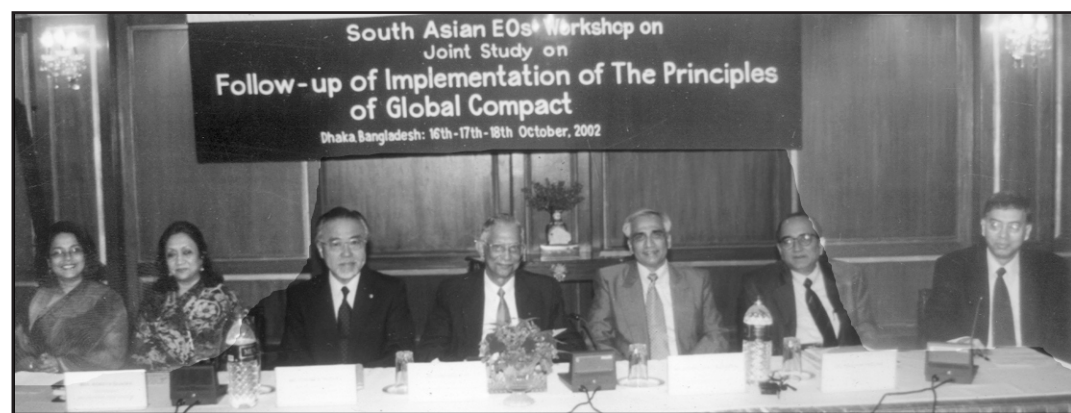 South Asian EOs' Workshop on
Joint Study on
Follow-up of Implementation of The Principles
of Global Compact
Dhaka, Bangladesh: 16th-17th-18th October, 2002